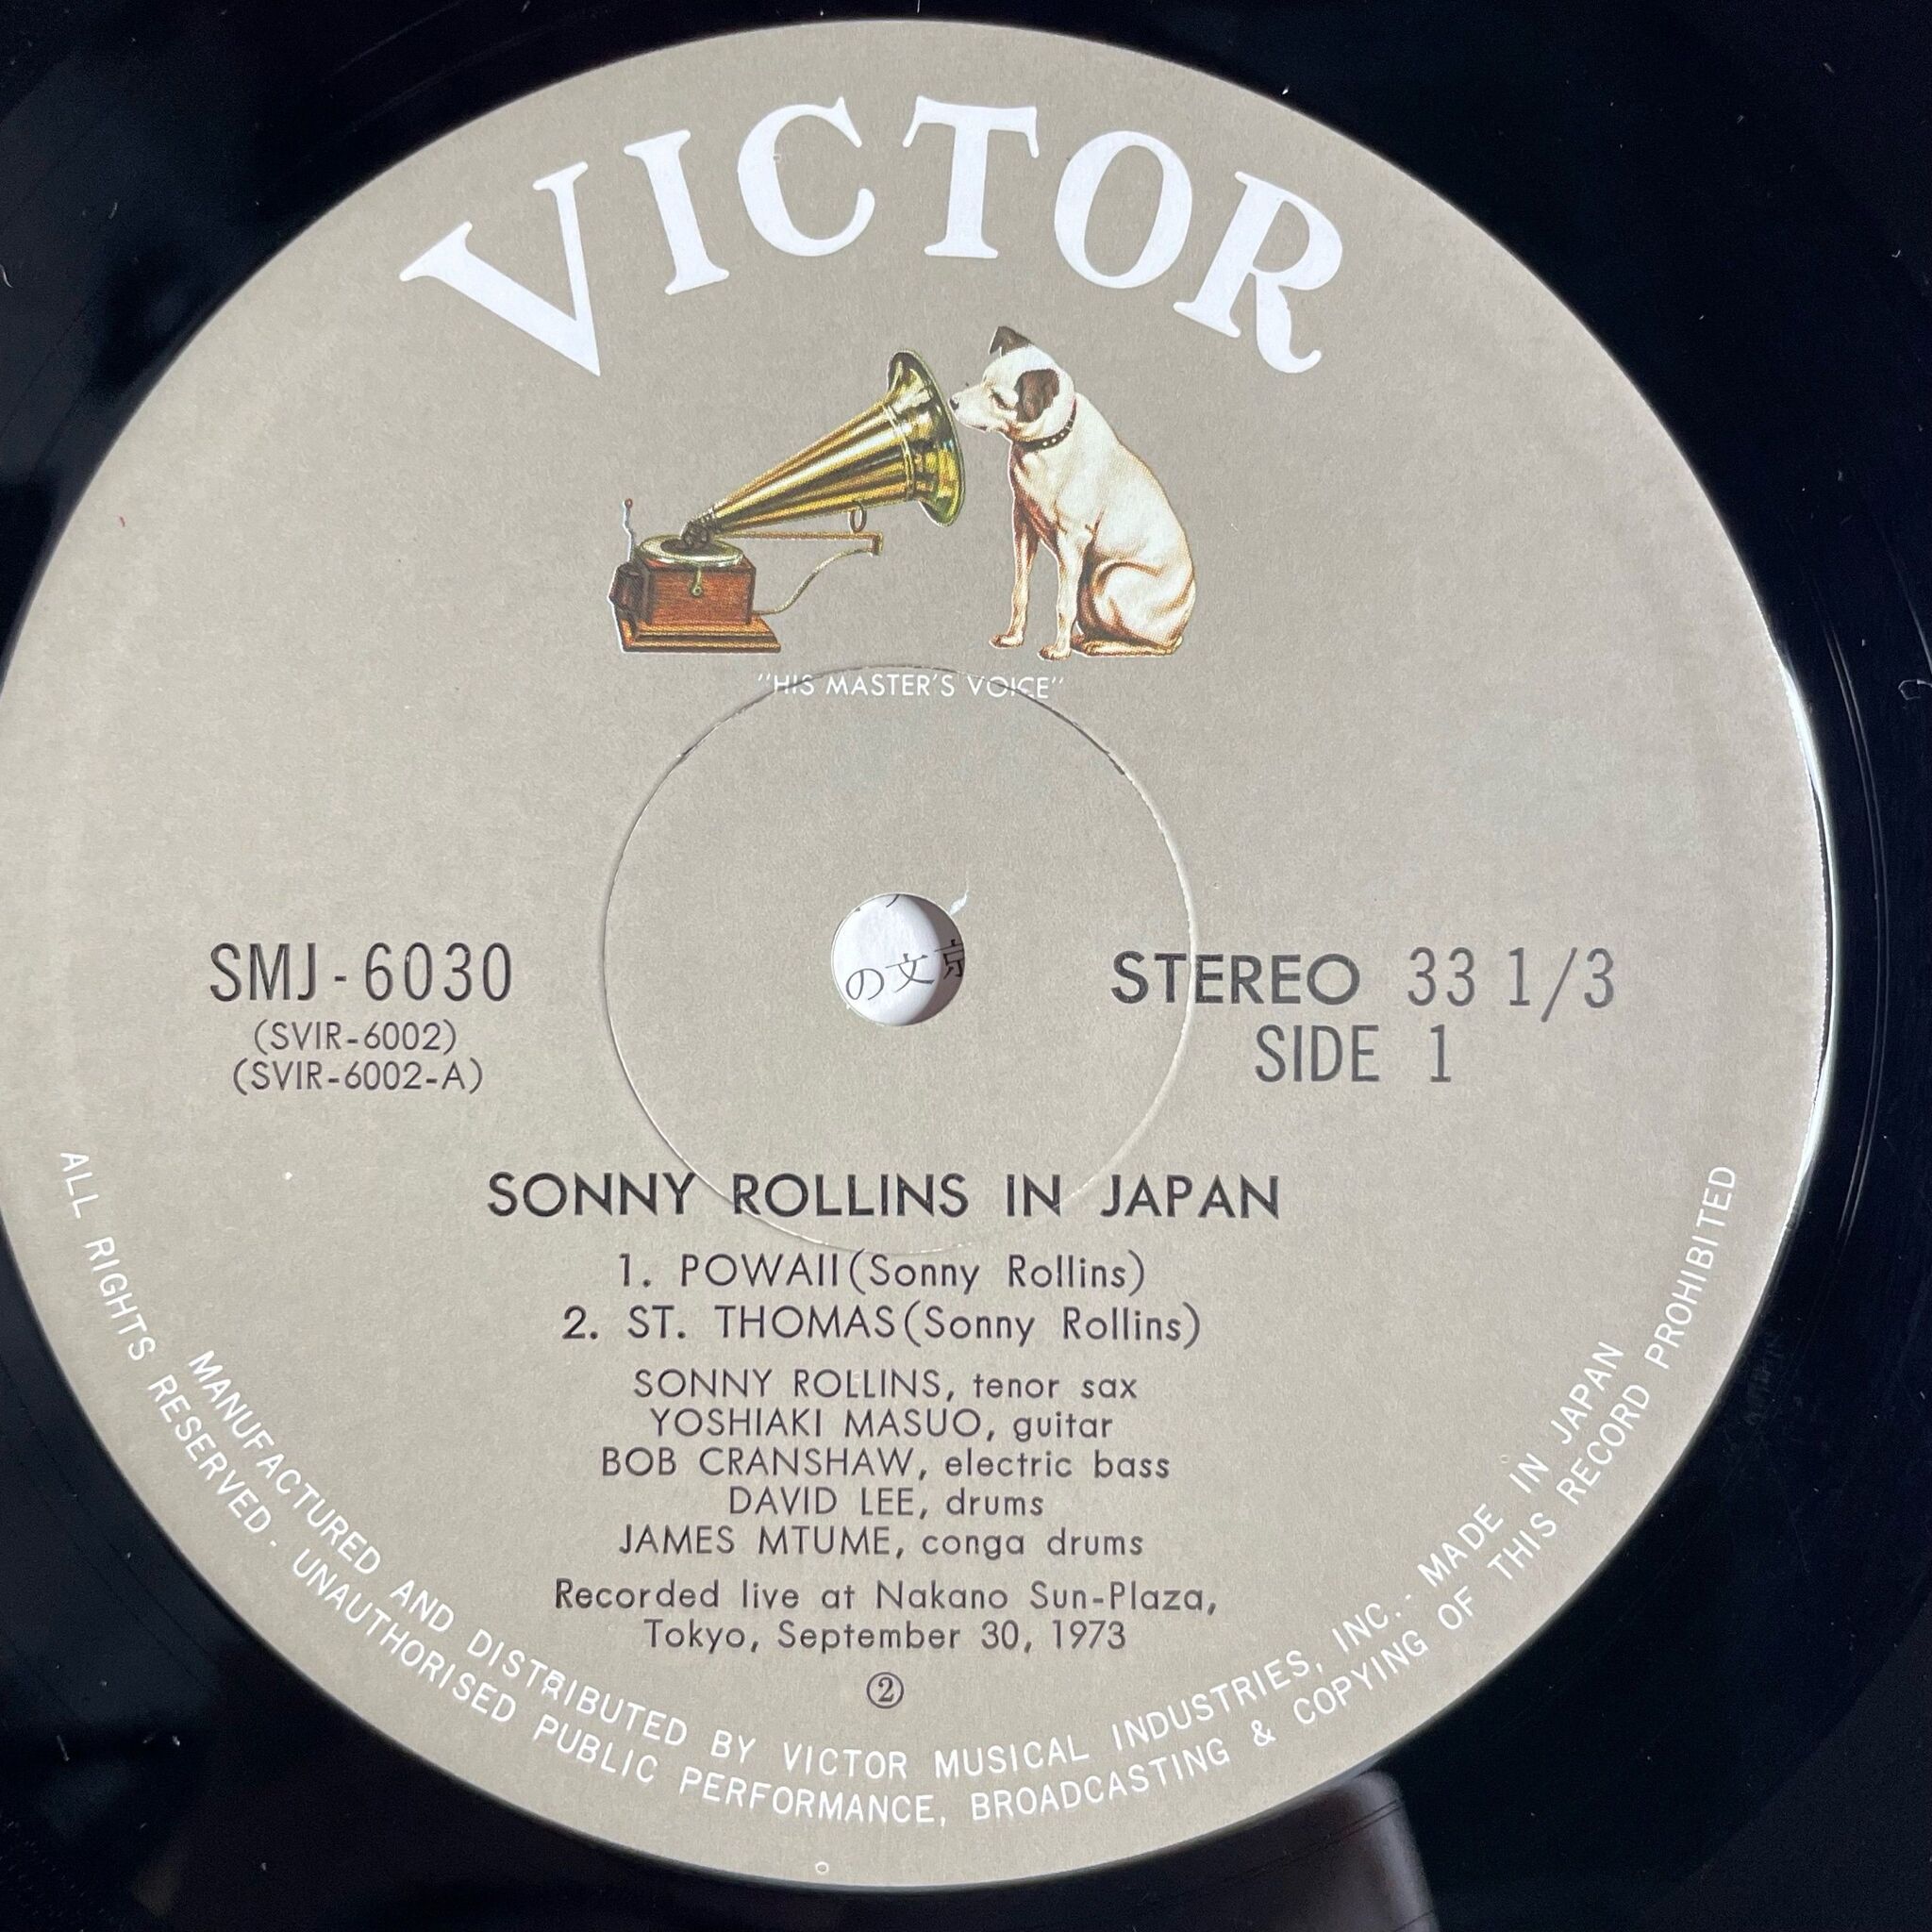 VICTOR
"HIS MASTER'S VOICE"
SMJ-6030
(SVIR-6002)
(SVIR-6002-A)
STEREO 33 1/3
SIDE 1
の文京
SONNY ROLLINS IN JAPAN
1. POWAII(Sonny Rollins)
2. ST. THOMAS(Sonny Rollins)
SONNY ROLLINS, tenor sax
YOSHIAKI MASUO, guitar
BOB CRANSHAW, electric bass
DAVID LEE, drums
JAMES MTUME, conga drums
Recorded live at Nakano Sun-Plaza,
Tokyo, September 30, 1973
②
MANUFACTURED AND DISTRIBUTED BY VICTOR MUSICAL INDUSTRIES, INC. - MADE IN JAPAN
ALL RIGHTS RESERVED - UNAUTHORISED PUBLIC PERFORMANCE, BROADCASTING & COPYING OF THIS RECORD PROHIBITED